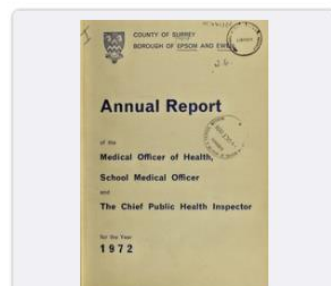 COUNTY OF SURREY
BOROUGH OF EPSOM AND EWELL
Annual Report
of the
Medical Officer of Health,
School Medical Officer
and
The Chief Public Health Inspector
for the Year
1972